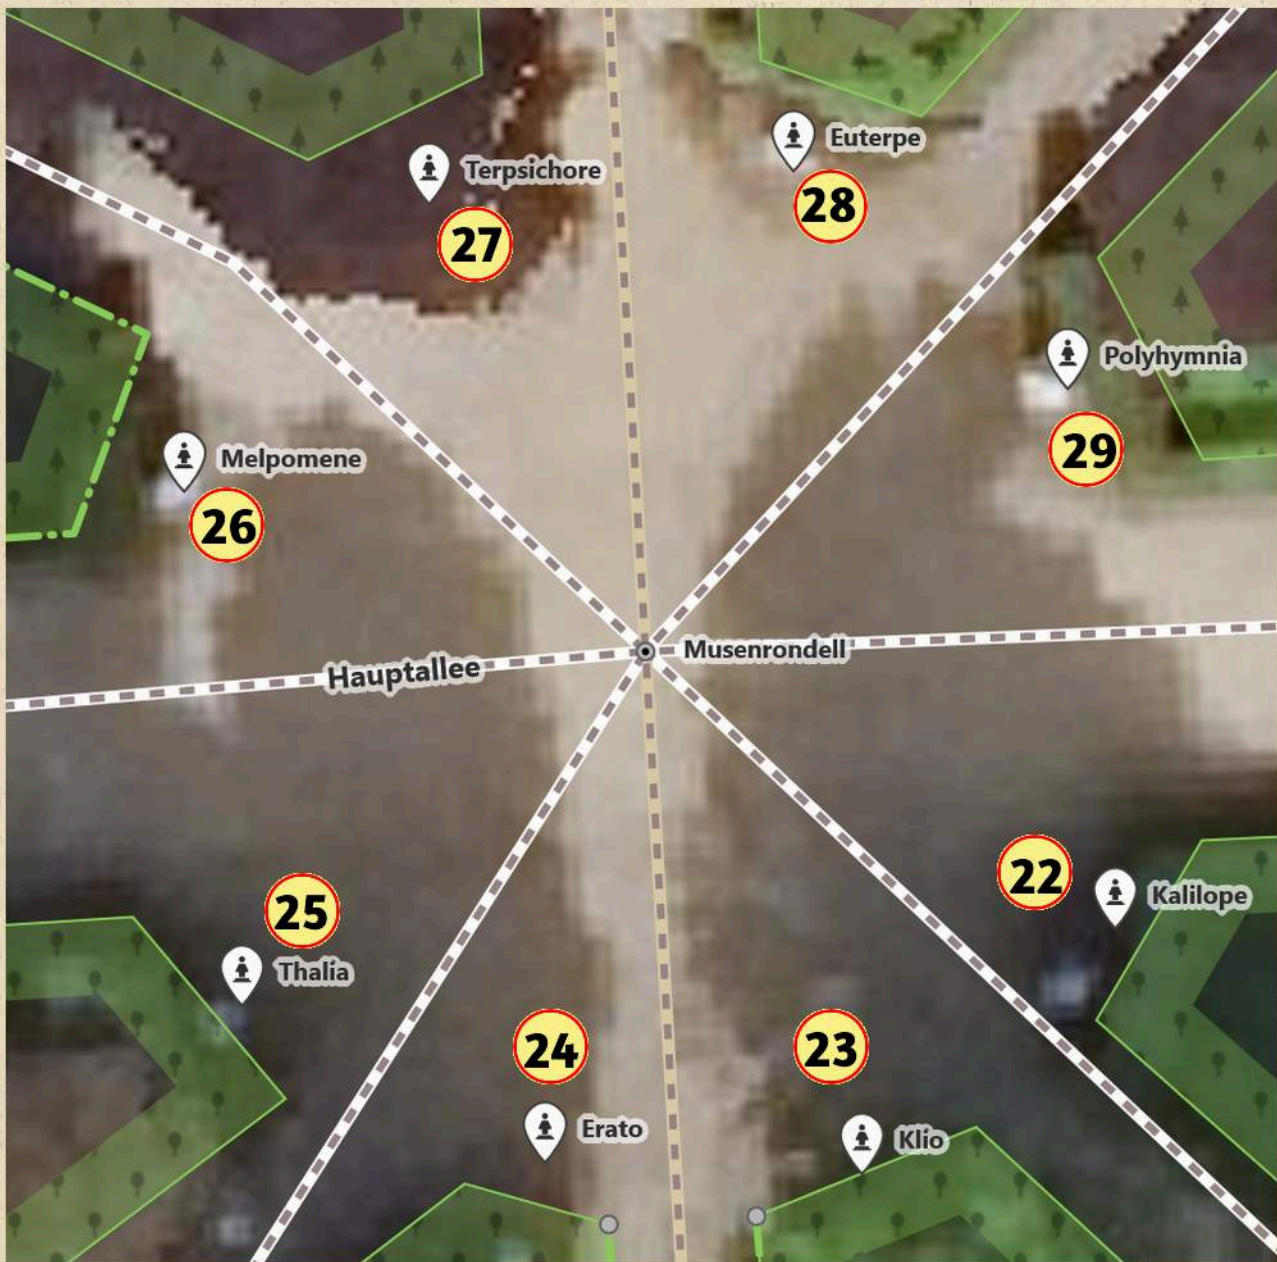 Euterpe
28
Terpsichore
27
Polyhymnia
29
Melpomene
26
Musenrondell
Hauptallee
22
Kalilope
25
Thalia
24
23
Erato
Klio